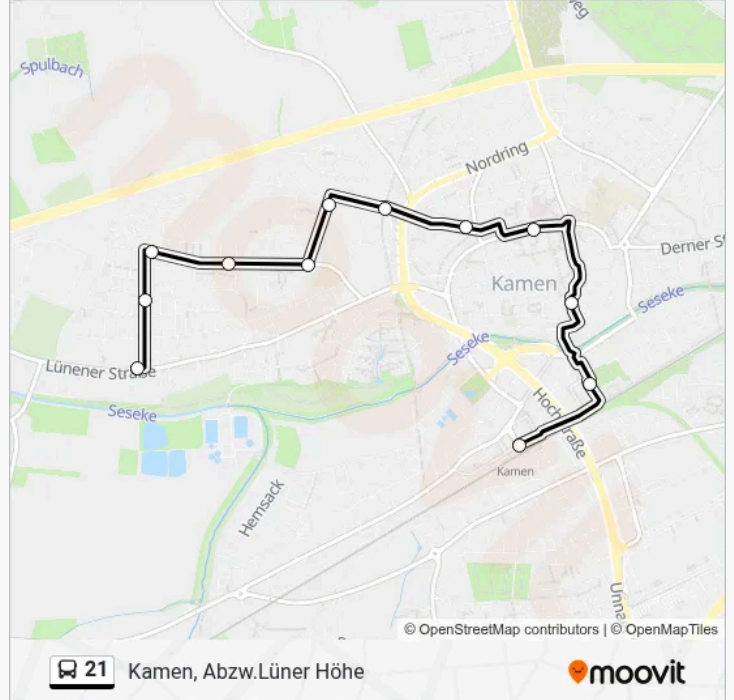 Spulbach
Nordring
Derner St
Kamen
Seseke
Seseke
Lünener Straße
Seseke
Hochstraße
Kamen
Hemsack
Unna
© OpenStreetMap contributors | © OpenMapTiles
21 Kamen, Abzw.Lüner Höhe
moovit